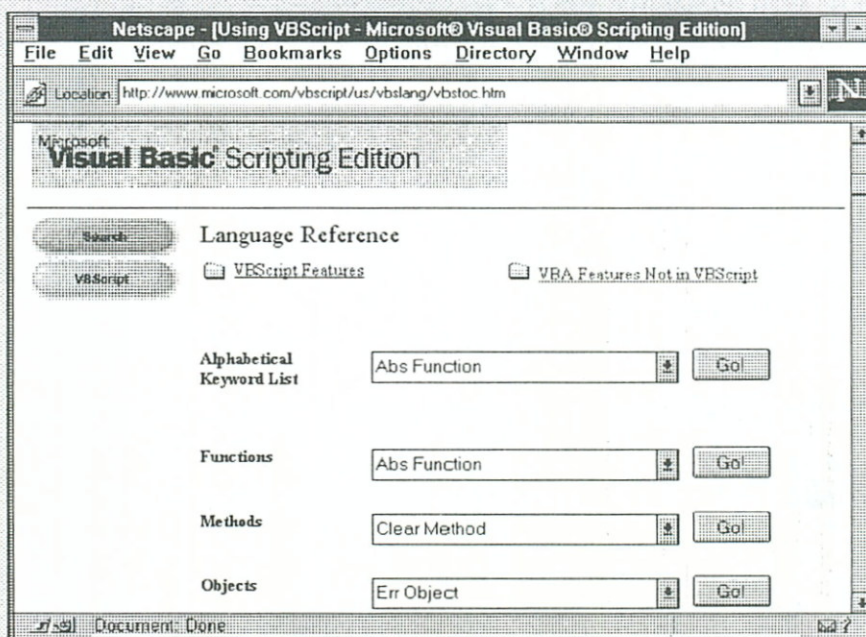 Netscape - [Using VBScript - Microsoft® Visual Basic® Scripting Edition]
File Edit View Go Bookmarks Options Directory Window Help
Location: http://www.microsoft.com/vbscript/us/vbslang/vbstoc.htm
N
Microsoft
Visual Basic® Scripting Edition
Search
Language Reference
VBScript
VBScript Features
VBA Features Not in VBScript
Alphabetical
Keyword List
Abs Function
Go!
Functions
Abs Function
Go!
Methods
Clear Method
Go!
Objects
Err Object
Go!
Document: Done
?